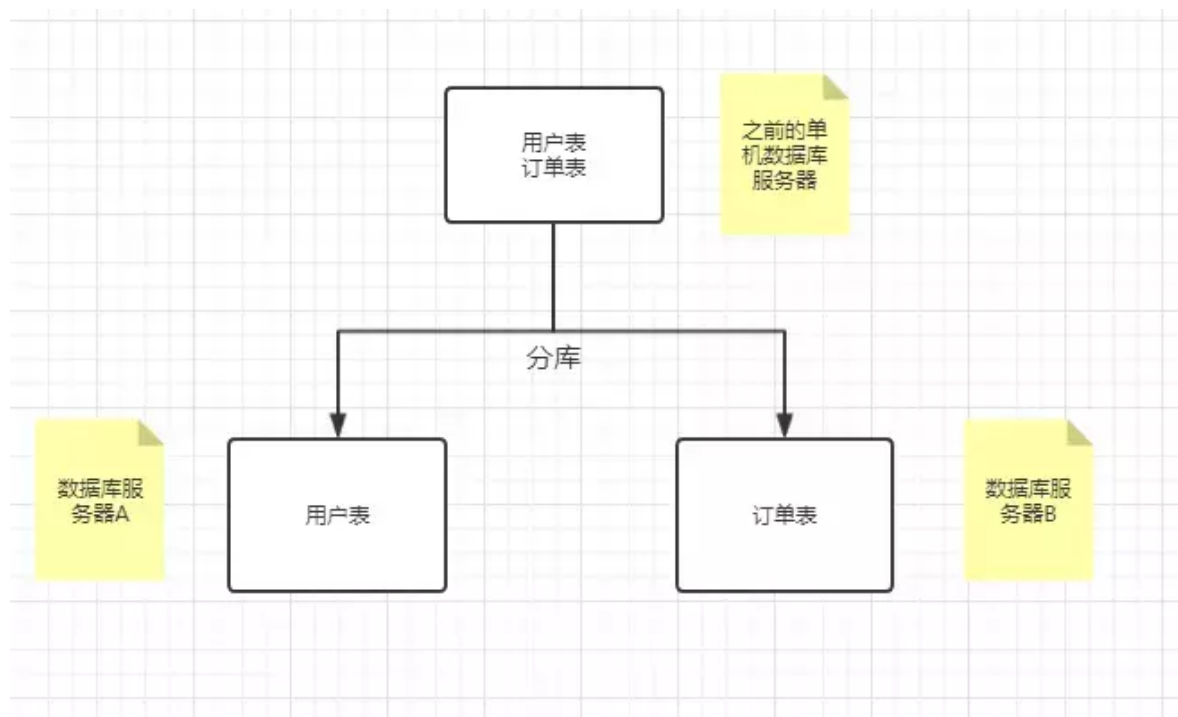 用户表
订单表
之前的单
机数据库
服务器
分库
数据库服
务器A
用户表
订单表
数据库服
务器B